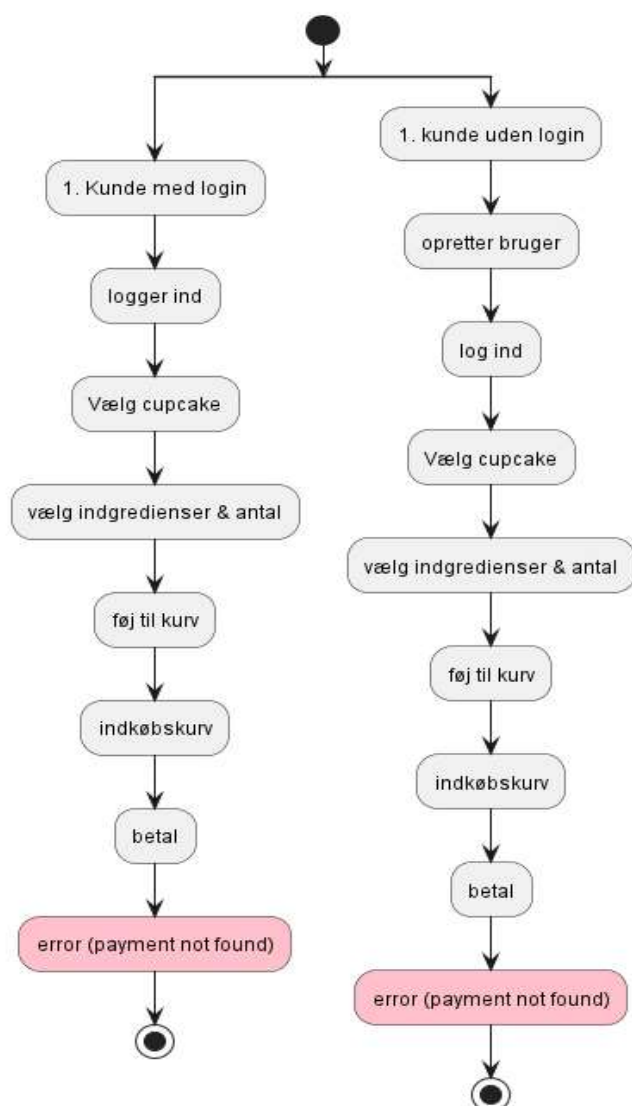 1. Kunde med login
logger ind
Vælg cupcake
vælg indgredienser & antal
føj til kurv
indkøbskurv
betal
error (payment not found)
1. kunde uden login
opretter bruger
log ind
Vælg cupcake
vælg indgredienser & antal
føj til kurv
indkøbskurv
betal
error (payment not found)